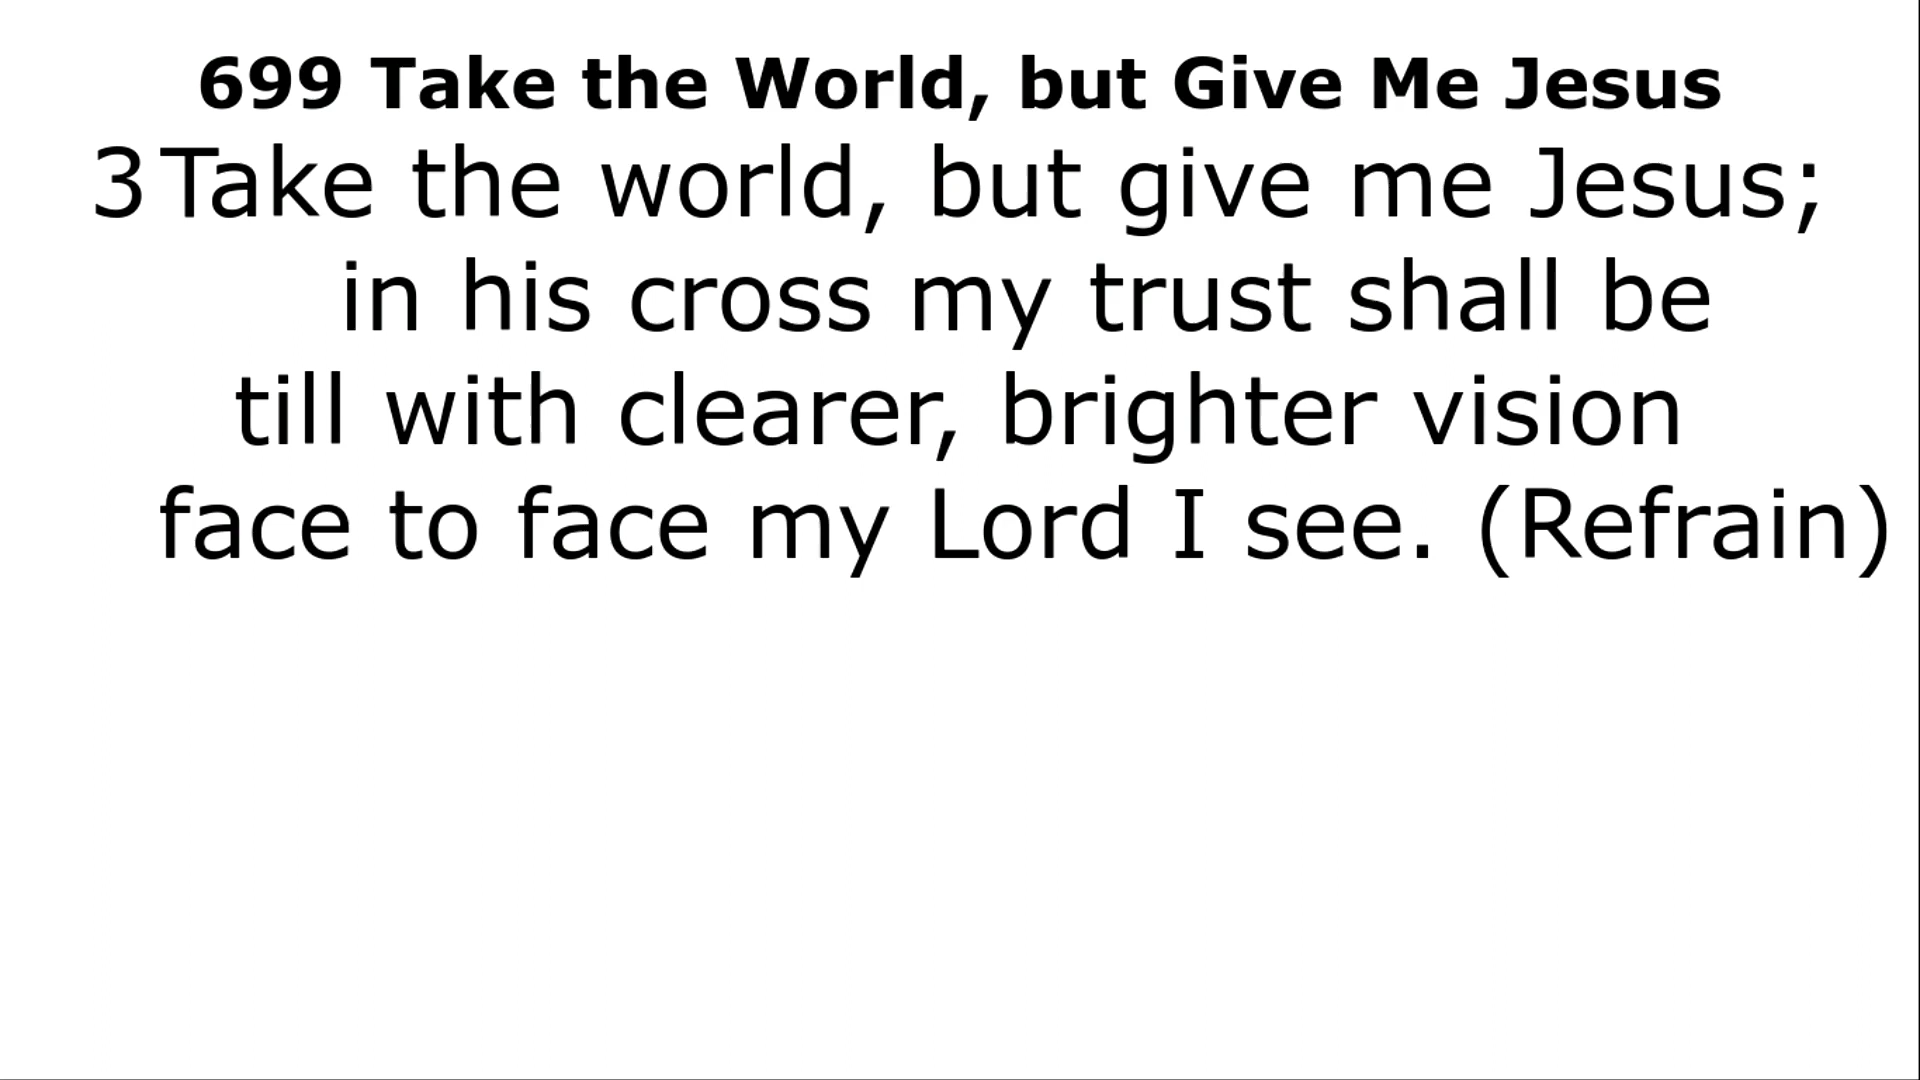 699 Take the World, but Give Me Jesus
3 Take the world, but give me Jesus;
in his cross my trust shall be
till with clearer, brighter vision
face to face my Lord I see. (Refrain)